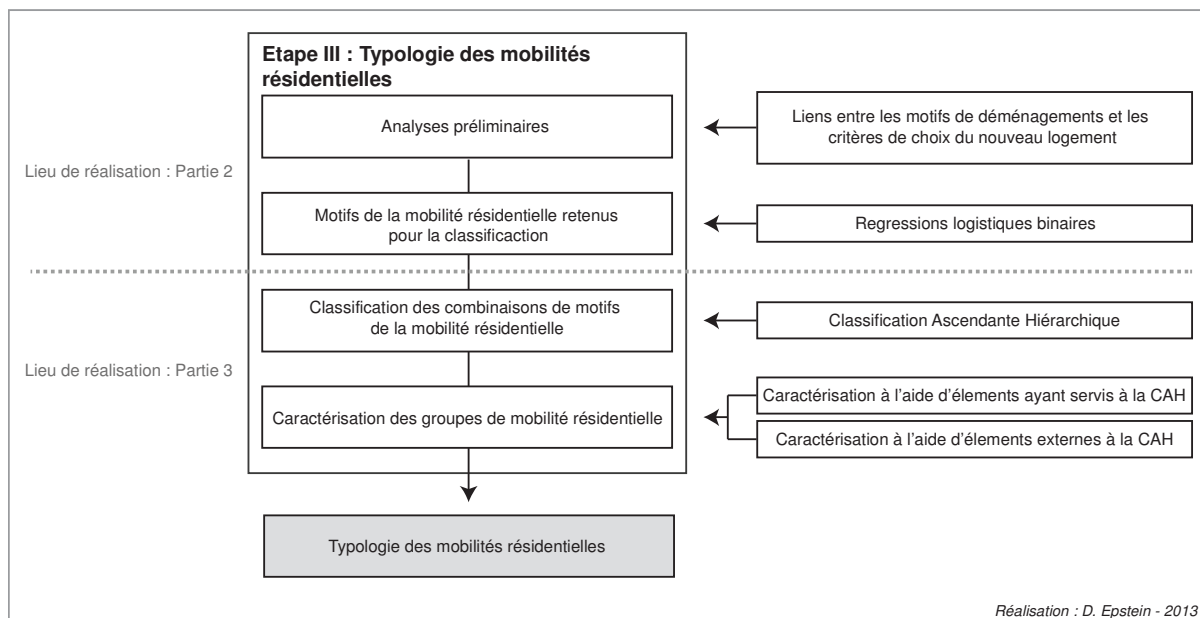 Etape III : Typologie des mobilités
résidentielles
Analyses préliminaires
Liens entre les motifs de déménagements et les
critères de choix du nouveau logement
Lieu de réalisation : Partie 2
Motifs de la mobilité résidentielle retenus
pour la classificaction
Regressions logistiques binaires
Classification des combinaisons de motifs
de la mobilité résidentielle
Classification Ascendante Hiérarchique
Lieu de réalisation : Partie 3
Caractérisation des groupes de mobilité résidentielle
Caractérisation à l'aide d'élements ayant servis à la CAH
Caractérisation à l'aide d'élements externes à la CAH
Typologie des mobilités résidentielles
Réalisation : D. Epstein - 2013